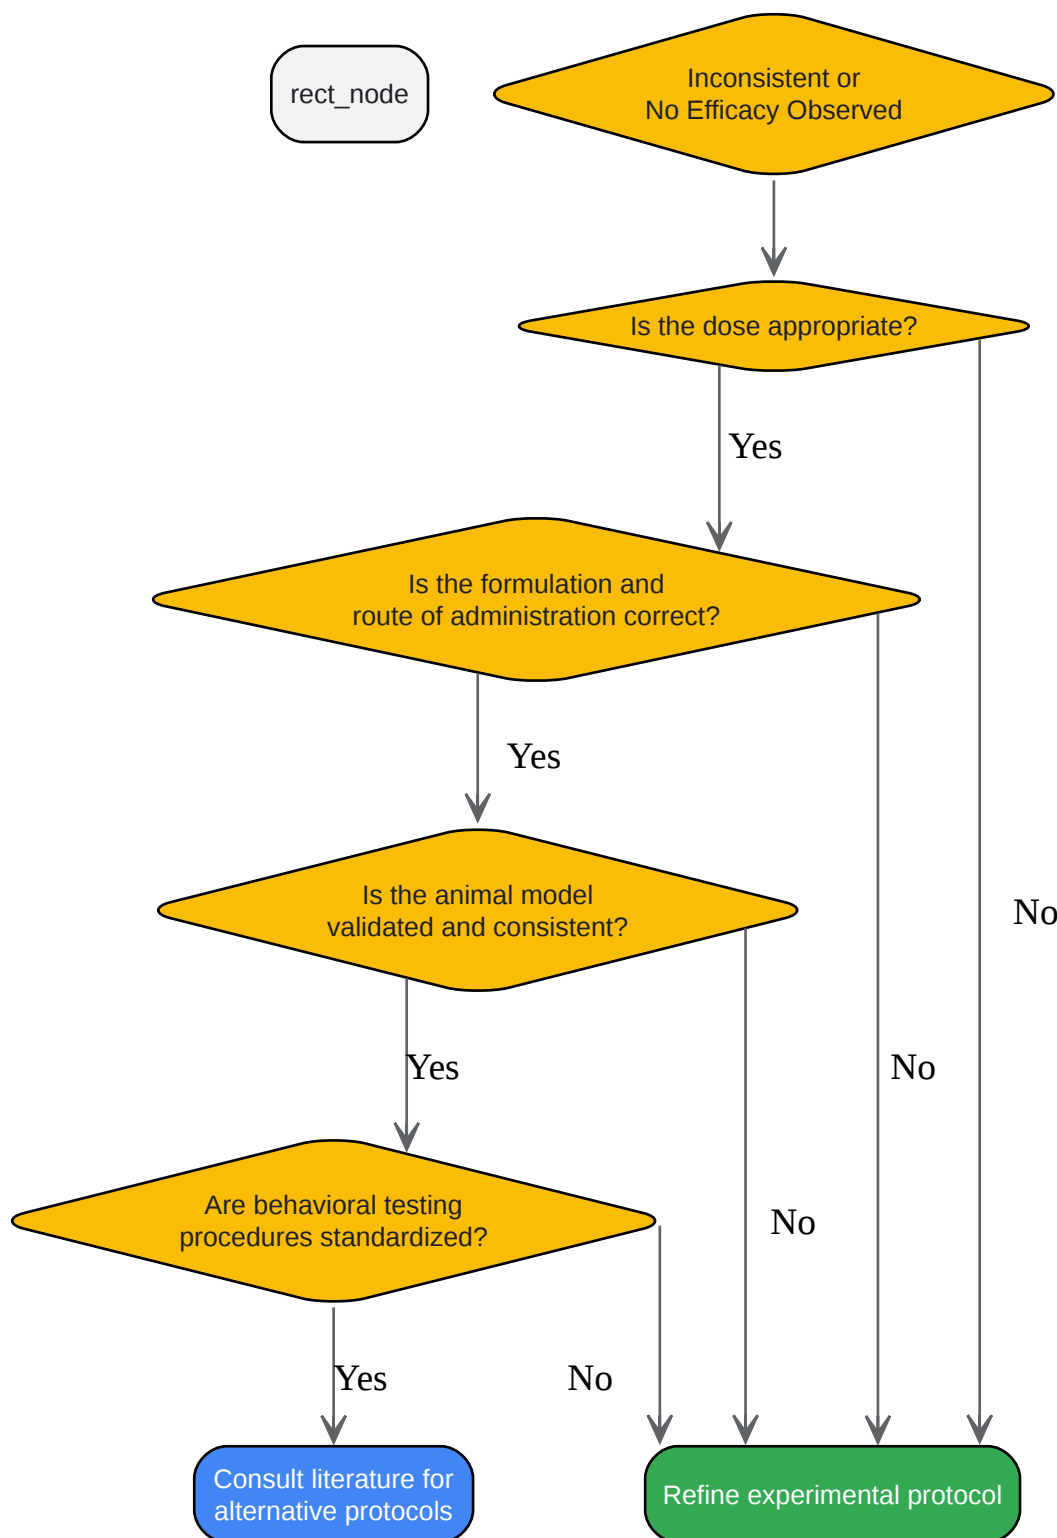 rect_node
Inconsistent or
No Efficacy Observed
Is the dose appropriate?
Yes
Is the formulation and
route of administration correct?
Yes
Is the animal model
validated and consistent?
No
Yes
No
Are behavioral testing
procedures standardized?
No
Yes
No
Consult literature for
alternative protocols
Refine experimental protocol